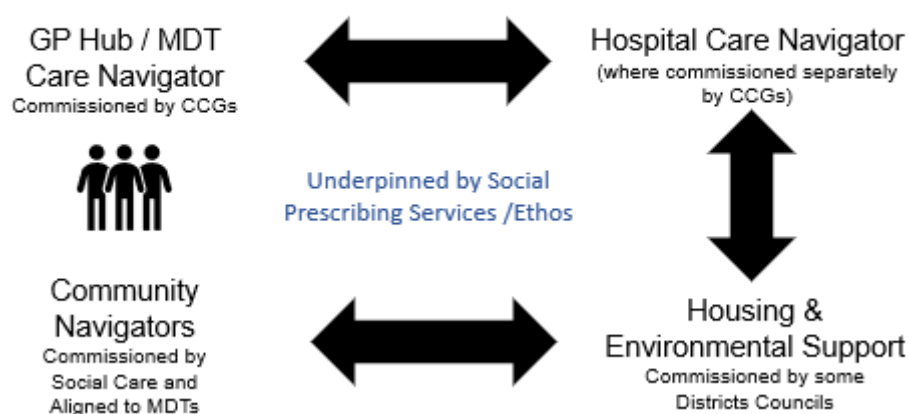 GP Hub / MDT
Care Navigator
Commissioned by CCGs
Hospital Care Navigator
(where commissioned separately
by CCGs)
Underpinned by Social
Prescribing Services /Ethos
Community
Navigators
Commissioned by
Social Care and
Aligned to MDTs
Housing &
Environmental Support
Commissioned by some
Districts Councils